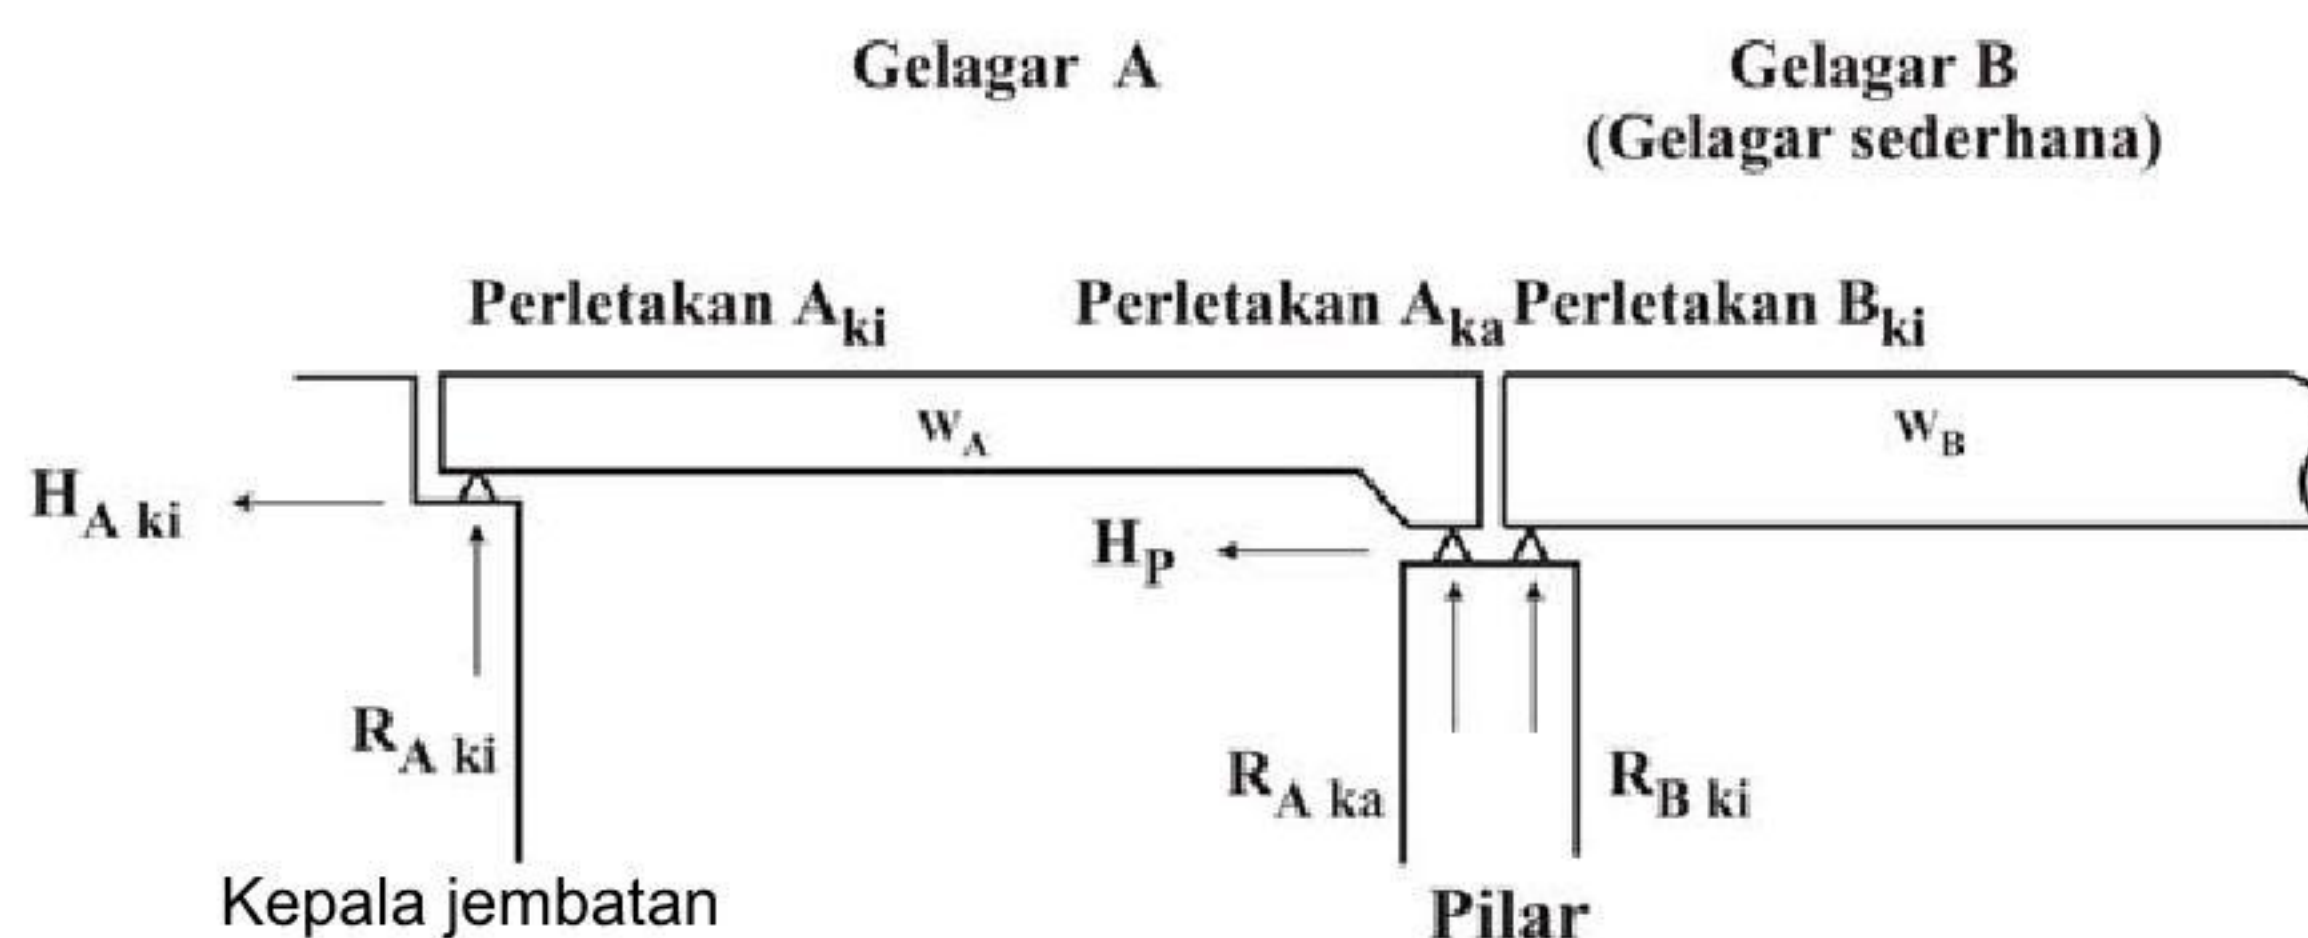 Gelagar A
Gelagar B
(Gelagar sederhana)
Perletakan Aki
Perletakan Aka
Perletakan Bki
WA
WB
HA ki
HP
RA ki
RA ka
RB ki
Kepala jembatan
Pilar